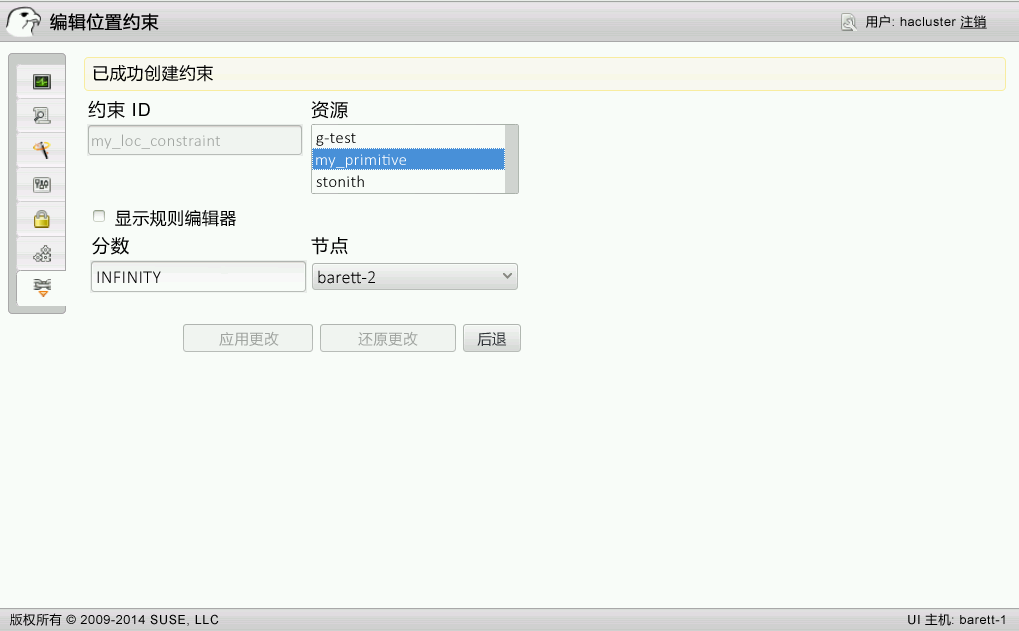 编辑位置约束
用户: hacluster 注销
已成功创建约束
约束 ID
资源
my_loc_constraint
g-test
my_primitive
stonith
显示规则编辑器
分数
节点
INFINITY
barett-2
应用更改
还原更改
后退
版权所有 © 2009-2014 SUSE, LLC
UI 主机: barett-1